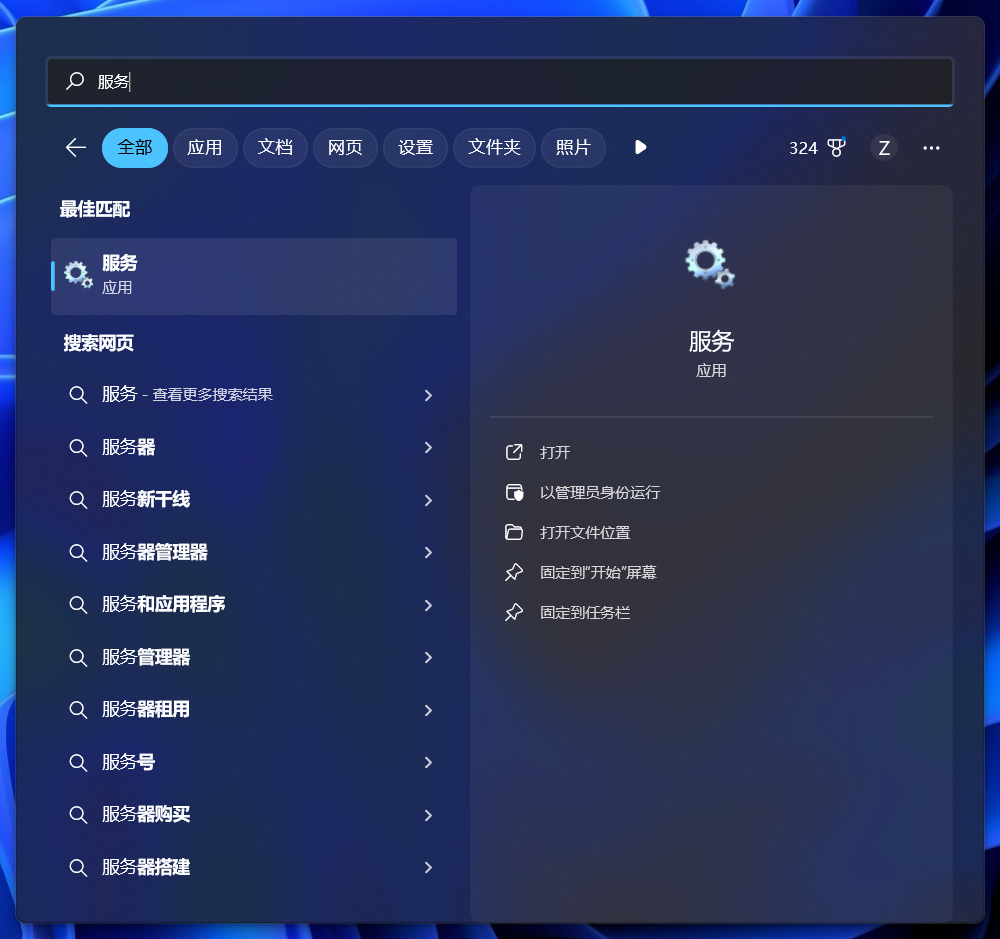 服务
全部 应用 文档 网页 设置 文件夹 照片 324 Z
最佳匹配
服务
应用
搜索网页
服务 - 查看更多搜索结果
服务器
服务新干线
服务器管理器
服务和应用程序
服务管理器
服务器租用
服务号
服务器购买
服务器搭建
服务
应用
打开
以管理员身份运行
打开文件位置
固定到"开始"屏幕
固定到任务栏